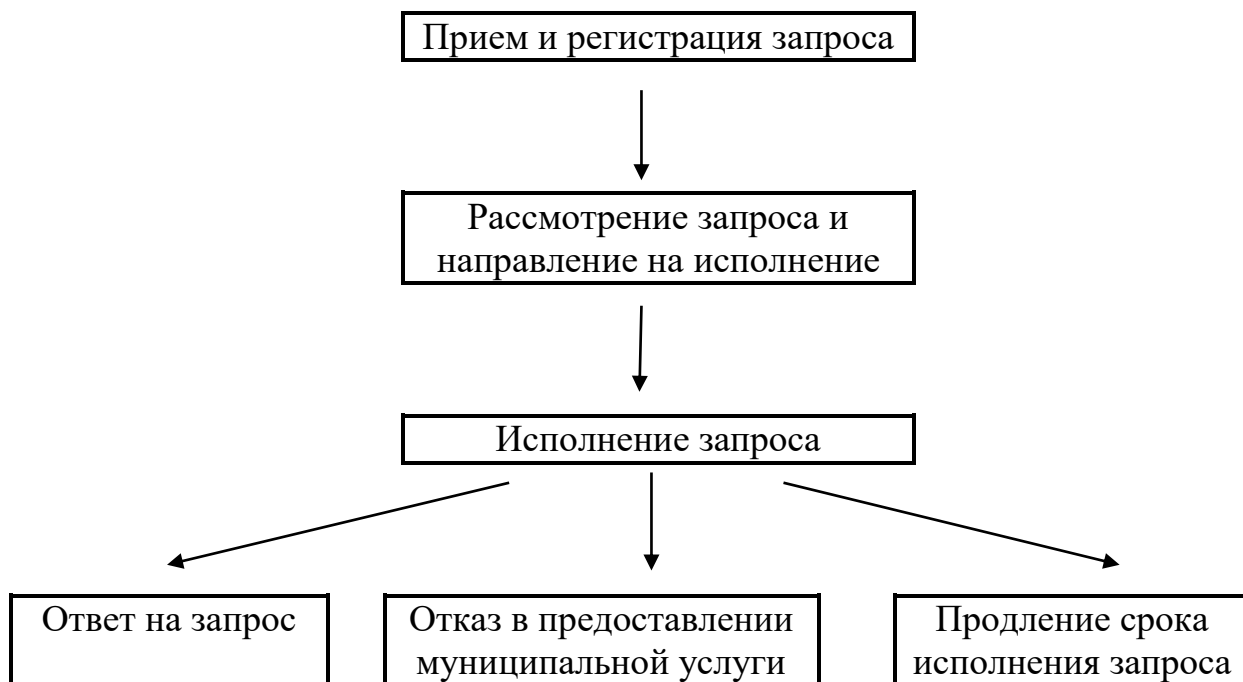 Прием и регистрация запроса
Рассмотрение запроса и
направление на исполнение
Исполнение запроса
Ответ на запрос
Отказ в предоставлении
муниципальной услуги
Продление срока
исполнения запроса